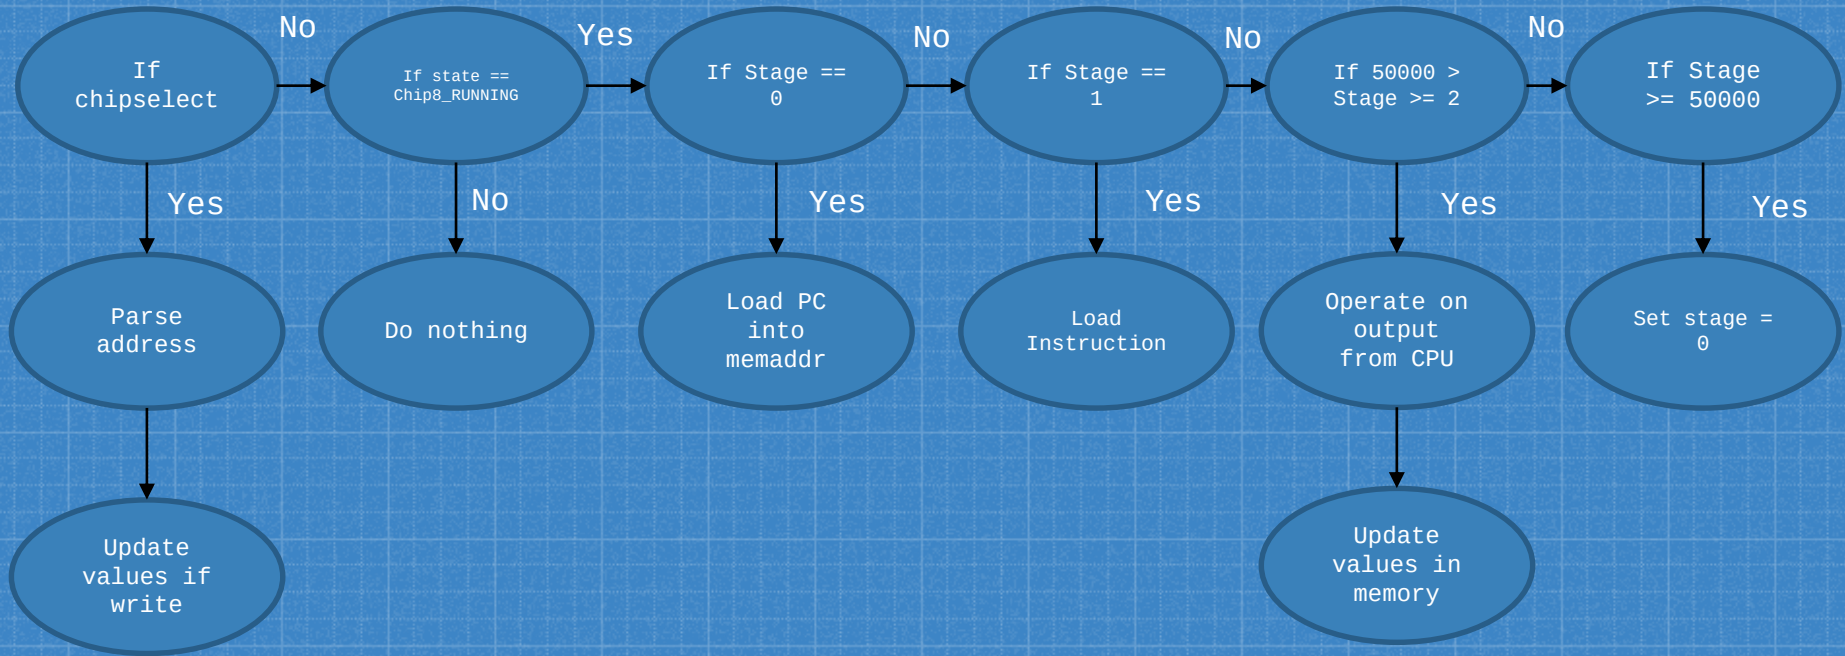 If
chipselect
No
If state ==
Chip8_RUNNING
Yes
If Stage ==
0
No
If Stage ==
1
No
If 50000 >
Stage >= 2
No
If Stage
>= 50000
Yes
No
Yes
Yes
Yes
Yes
Parse
address
Do nothing
Load PC
into
memaddr
Load
Instruction
Operate on
output
from CPU
Set stage =
0
Update
values if
write
Update
values in
memory